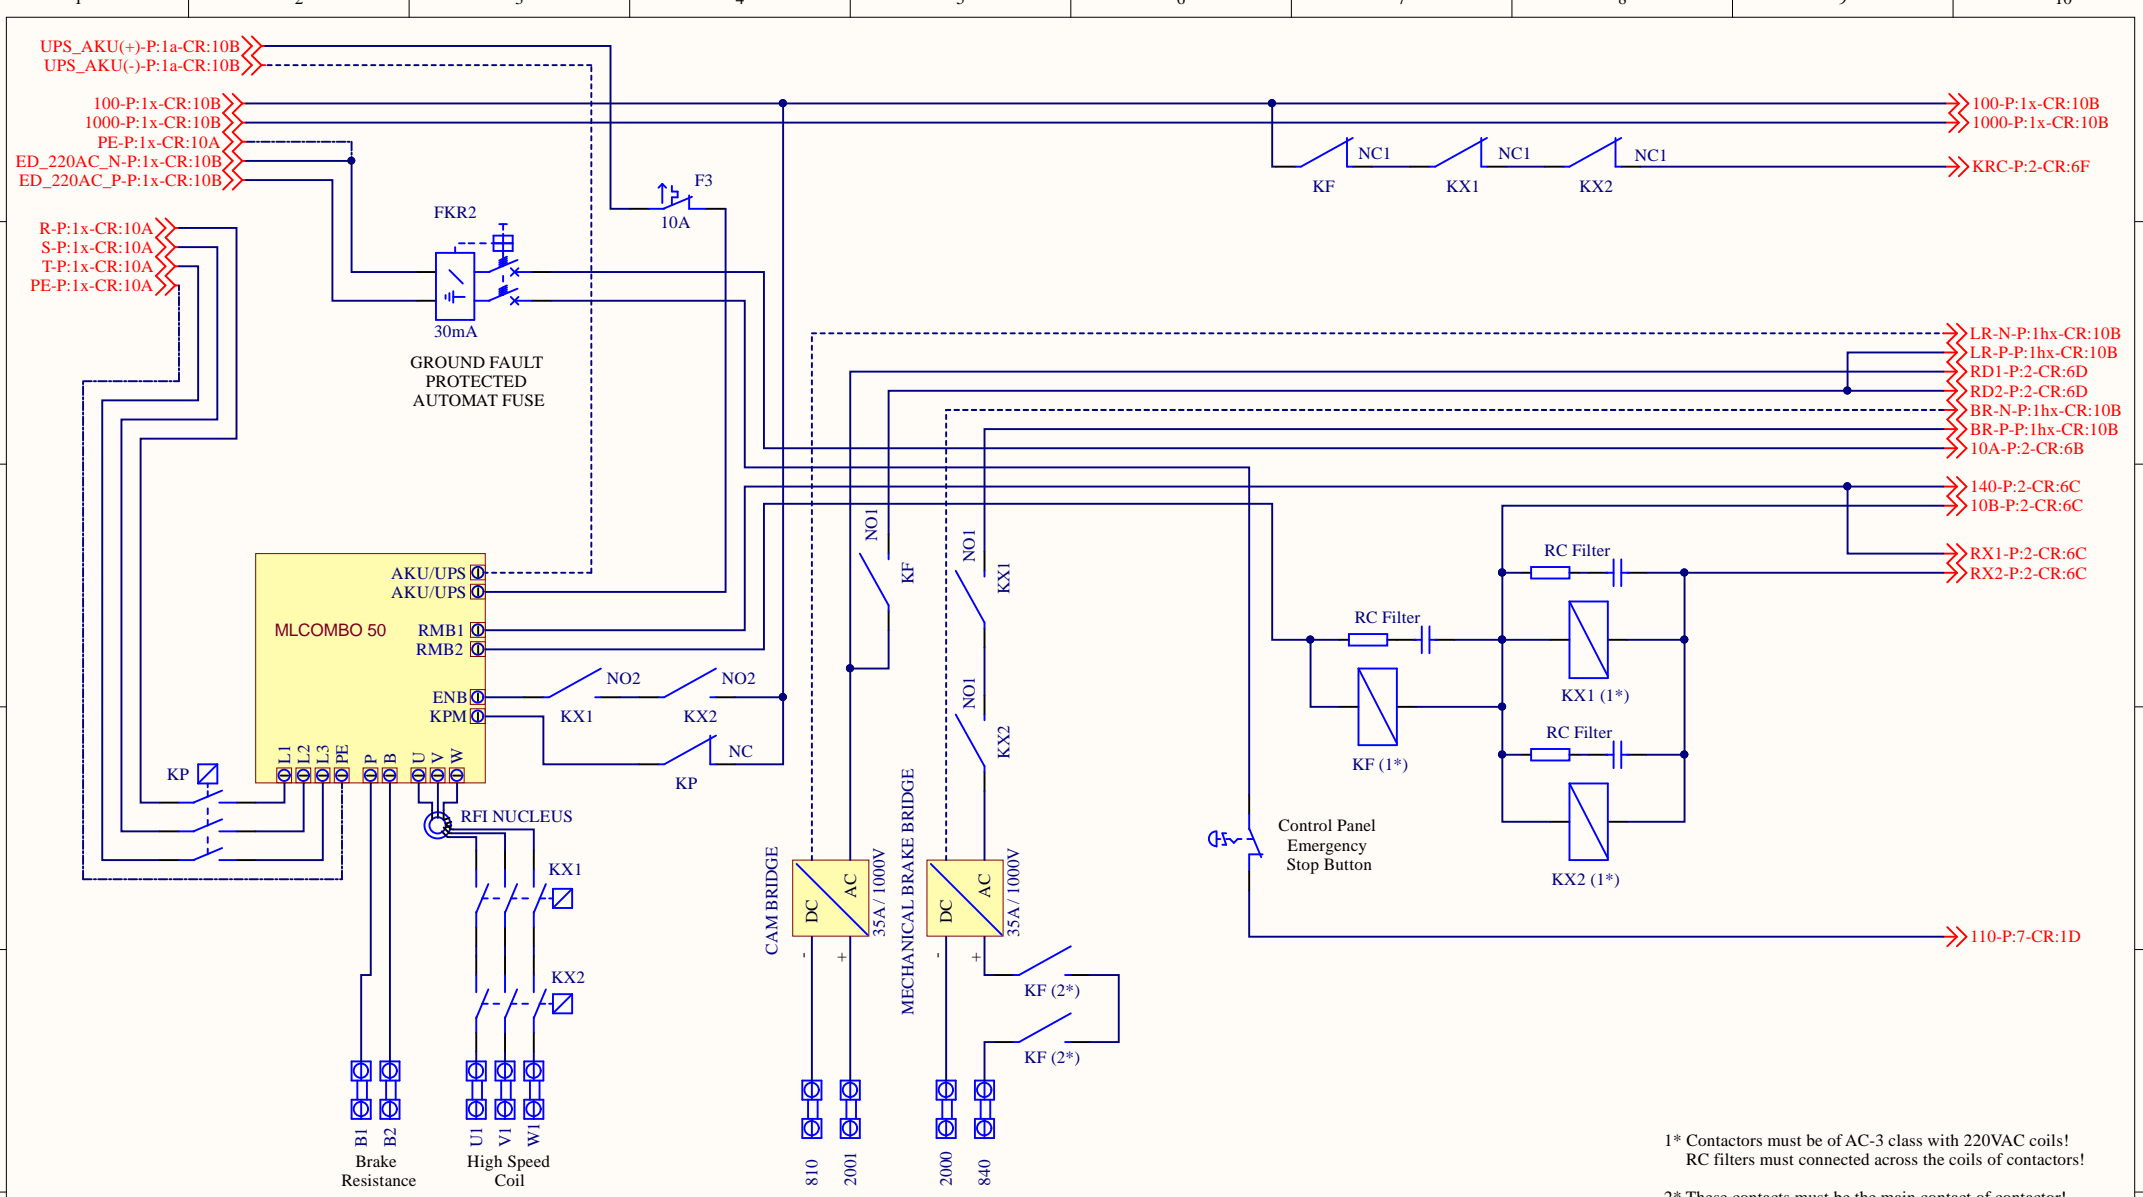 UPS_AKU(+)-P:1a-CR:10B
UPS_AKU(-)-P:1a-CR:10B
100-P:1x-CR:10B
1000-P:1x-CR:10B
PE-P:1x-CR:10A
ED_220AC_N-P:1x-CR:10B
ED_220AC_P-P:1x-CR:10B
R-P:1x-CR:10A
S-P:1x-CR:10A
T-P:1x-CR:10A
PE-P:1x-CR:10A
FKR2
30mA
GROUND FAULT
PROTECTED
AUTOMAT FUSE
F3
10A
NC1
NC1
NC1
KF
KX1
KX2
100-P:1x-CR:10B
1000-P:1x-CR:10B
KRC-P:2-CR:6F
LR-N-P:1hx-CR:10B
LR-P-P:1hx-CR:10B
RD1-P:2-CR:6D
RD2-P:2-CR:6D
BR-N-P:1hx-CR:10B
BR-P-P:1hx-CR:10B
10A-P:2-CR:6B
140-P:2-CR:6C
10B-P:2-CR:6C
RX1-P:2-CR:6C
RX2-P:2-CR:6C
110-P:7-CR:1D
MLCOMBO 50
AKU/UPS
AKU/UPS
RMB1
RMB2
ENB
KPM
L1
L2
L3
PE
P
B
U
V
W
KP
RFI NUCLEUS
NO2
NO2
KX1
KX2
NC
KP
KX1
KX2
NO1
KF
NO1
KX1
NO1
KX2
CAM BRIDGE
DC
AC
35A / 1000V
-
+
MECHANICAL BRAKE BRIDGE
DC
AC
35A / 1000V
-
+
KF (2*)
KF (2*)
RC Filter
KF (1*)
RC Filter
KX1 (1*)
RC Filter
KX2 (1*)
Control Panel
Emergency
Stop Button
B1
B2
Brake
Resistance
U1
V1
W1
High Speed
Coil
810
2001
2000
840
1* Contactors must be of AC-3 class with 220VAC coils!
RC filters must connected across the coils of contactors!
2* These contacts must be the main contact of contactor!